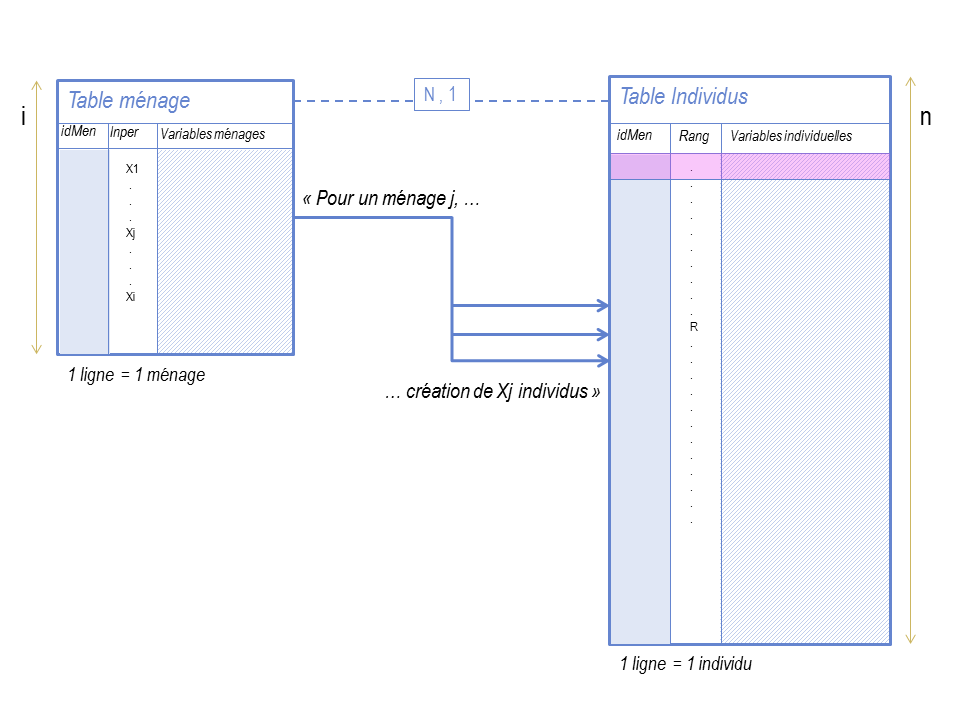 i
Table ménage
idMen Inper Variables ménages
X1
.
.
.
Xj
.
.
.
Xi
1 ligne = 1 ménage
N , 1
« Pour un ménage j, …
… création de Xj individus »
Table Individus
idMen Rang Variables individuelles
.
.
.
.
.
.
.
.
.
.
R
.
.
.
.
.
.
.
.
.
.
.
.
1 ligne = 1 individu
n